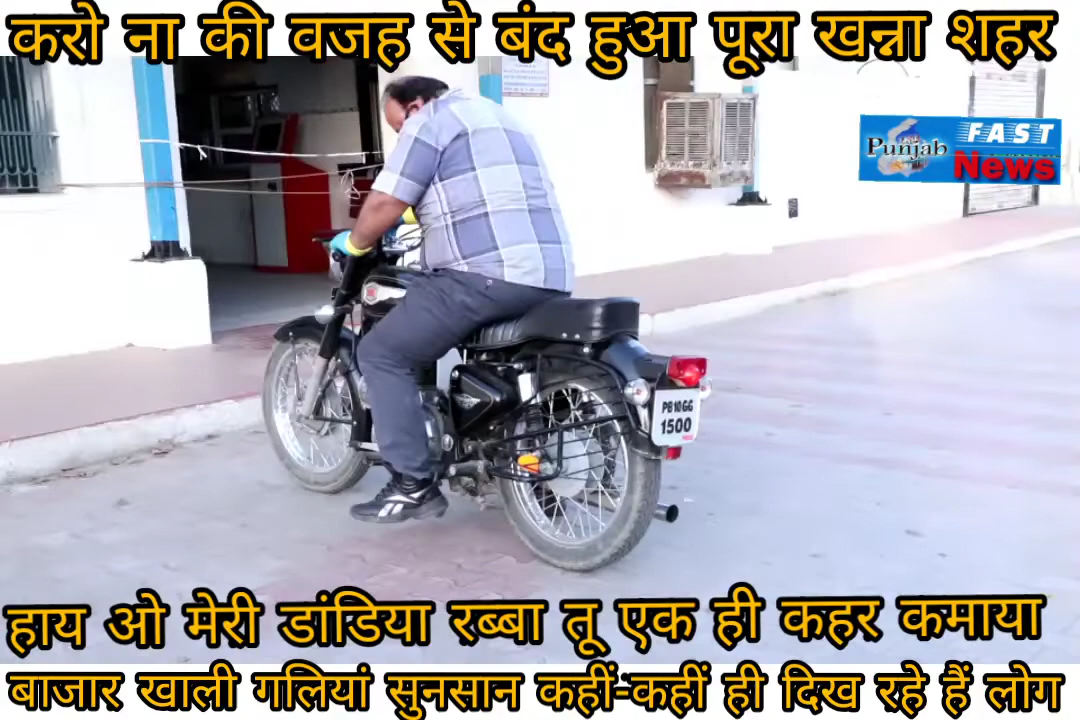 करो ना की वजह से बंद हुआ पूरा खन्ना शहर
Punjab FAST News
PB10GG
1500
हाय ओ मेरी डांडिया रब्बा तू एक ही कहर कमाया
बाजार खाली गलियां सुनसान कहीं-कहीं ही दिख रहे हैं लोग